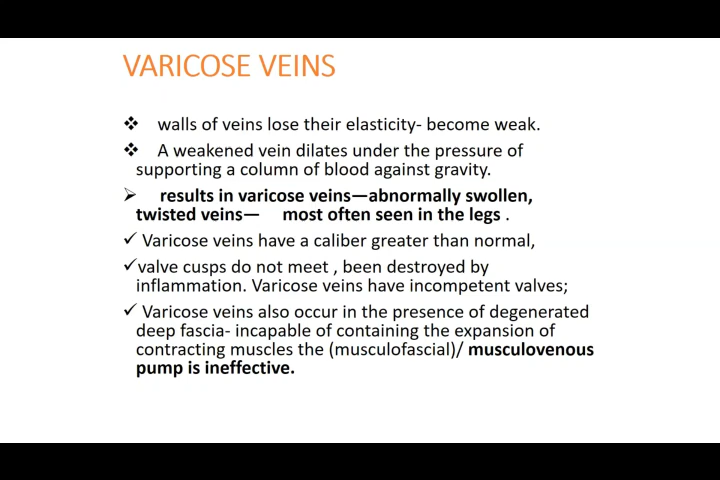 VARICOSE VEINS
❖ walls of veins lose their elasticity- become weak.
❖ A weakened vein dilates under the pressure of
supporting a column of blood against gravity.
➢ results in varicose veins—abnormally swollen,
twisted veins— most often seen in the legs .
✓ Varicose veins have a caliber greater than normal,
✓valve cusps do not meet , been destroyed by
inflammation. Varicose veins have incompetent valves;
✓ Varicose veins also occur in the presence of degenerated
deep fascia- incapable of containing the expansion of
contracting muscles the (musculofascial)/ musculovenous
pump is ineffective.